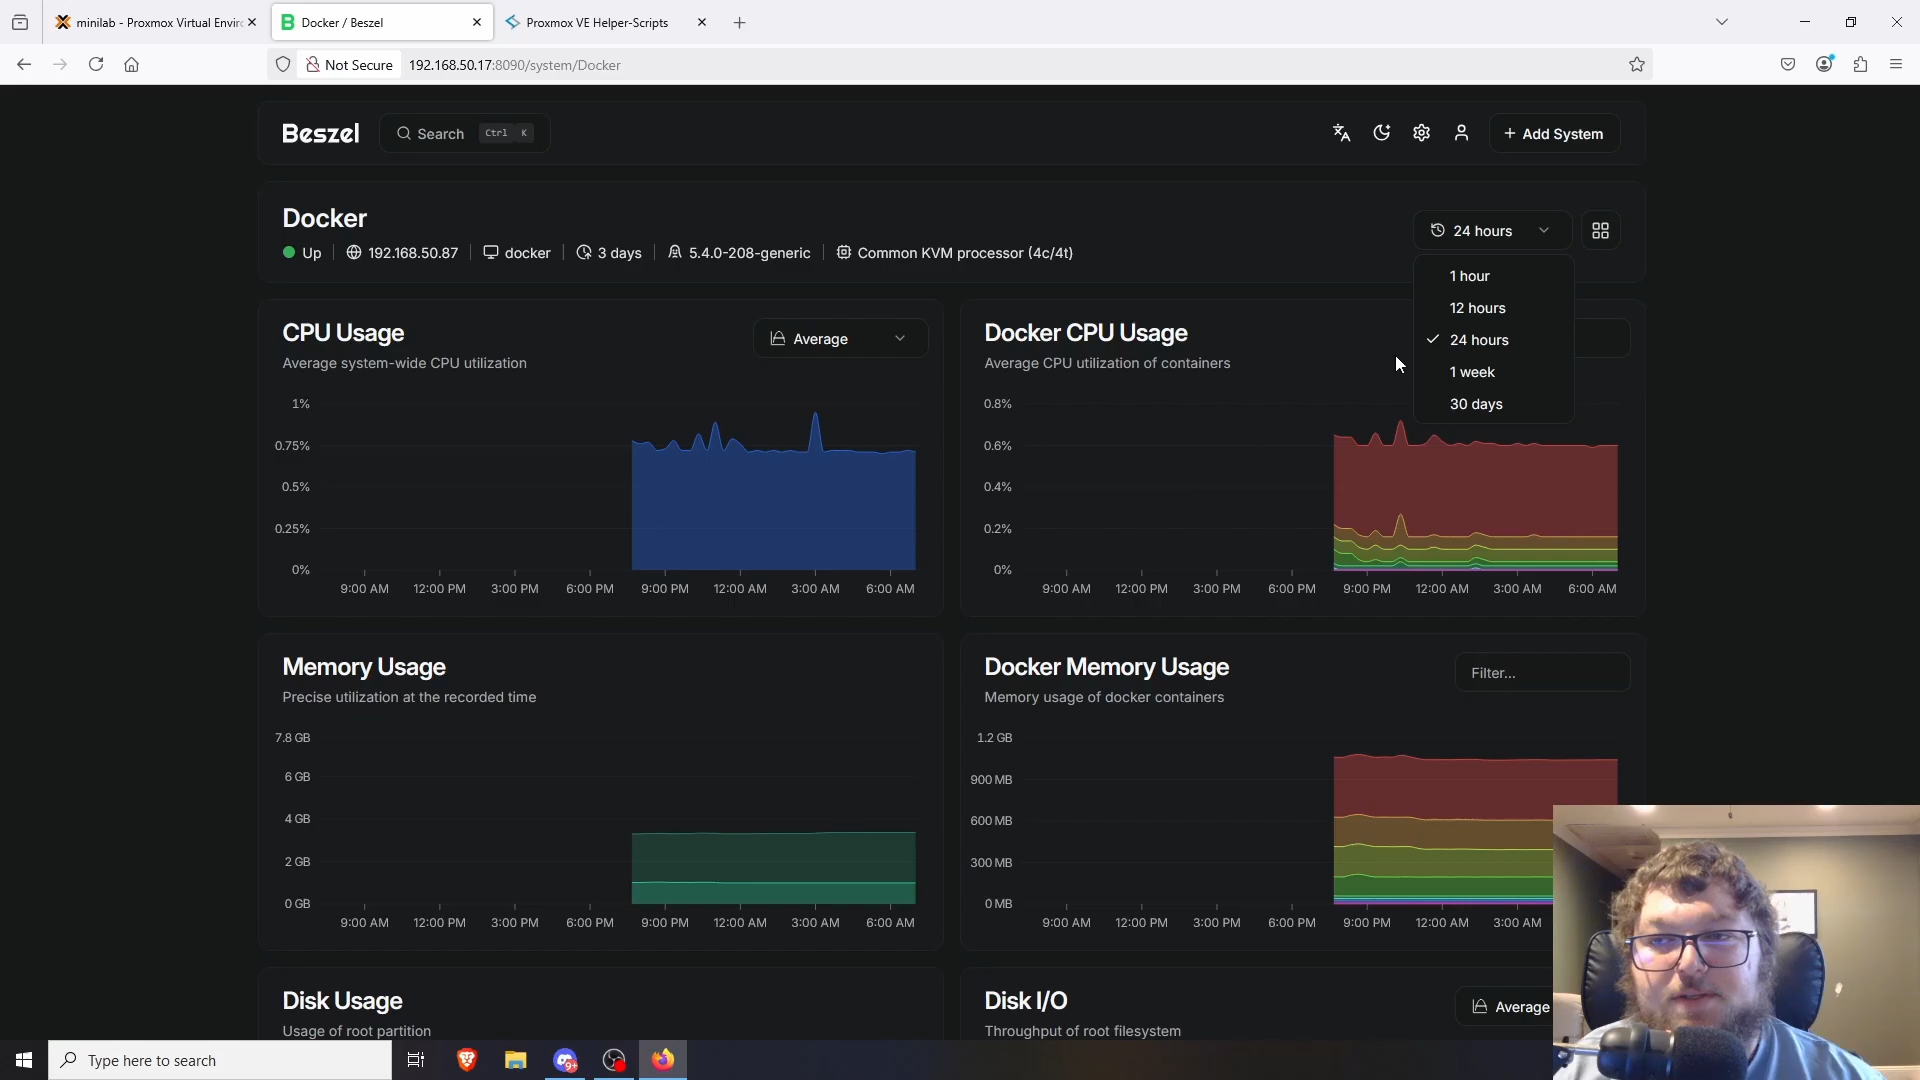 minilab - Proxmox Virtual Envir
Docker / Beszel
Proxmox VE Helper-Scripts
Not Secure
192.168.50.17:8090/system/Docker
Beszel
Search
Ctrl K
Add System
Docker
Up
192.168.50.87
docker
3 days
5.4.0-208-generic
Common KVM processor (4c/4t)
24 hours
1 hour
12 hours
24 hours
1 week
30 days
CPU Usage
Average system-wide CPU utilization
Average
1%
0.75%
0.5%
0.25%
0%
9:00 AM 12:00 PM 3:00 PM 6:00 PM 9:00 PM 12:00 AM 3:00 AM 6:00 AM
Docker CPU Usage
Average CPU utilization of containers
0.8%
0.6%
0.4%
0.2%
0%
9:00 AM 12:00 PM 3:00 PM 6:00 PM 9:00 PM 12:00 AM 3:00 AM 6:00 AM
Memory Usage
Precise utilization at the recorded time
7.8 GB
6 GB
4 GB
2 GB
0 GB
9:00 AM 12:00 PM 3:00 PM 6:00 PM 9:00 PM 12:00 AM 3:00 AM 6:00 AM
Docker Memory Usage
Memory usage of docker containers
Filter...
1.2 GB
900 MB
600 MB
300 MB
0 MB
9:00 AM 12:00 PM 3:00 PM 6:00 PM 9:00 PM 12:00 AM 3:00 AM
Disk Usage
Usage of root partition
Disk I/O
Throughput of root filesystem
Average
Type here to search
9+